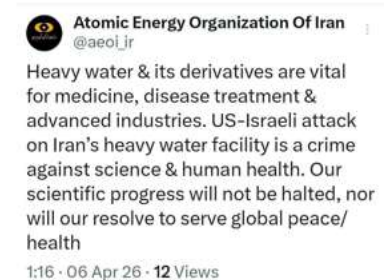 Atomic Energy Organization Of Iran
@aeoi_ir
Heavy water & its derivatives are vital
for medicine, disease treatment &
advanced industries. US-Israeli attack
on Iran's heavy water facility is a crime
against science & human health. Our
scientific progress will not be halted, nor
will our resolve to serve global peace/
health
1:16 · 06 Apr 26 · 12 Views